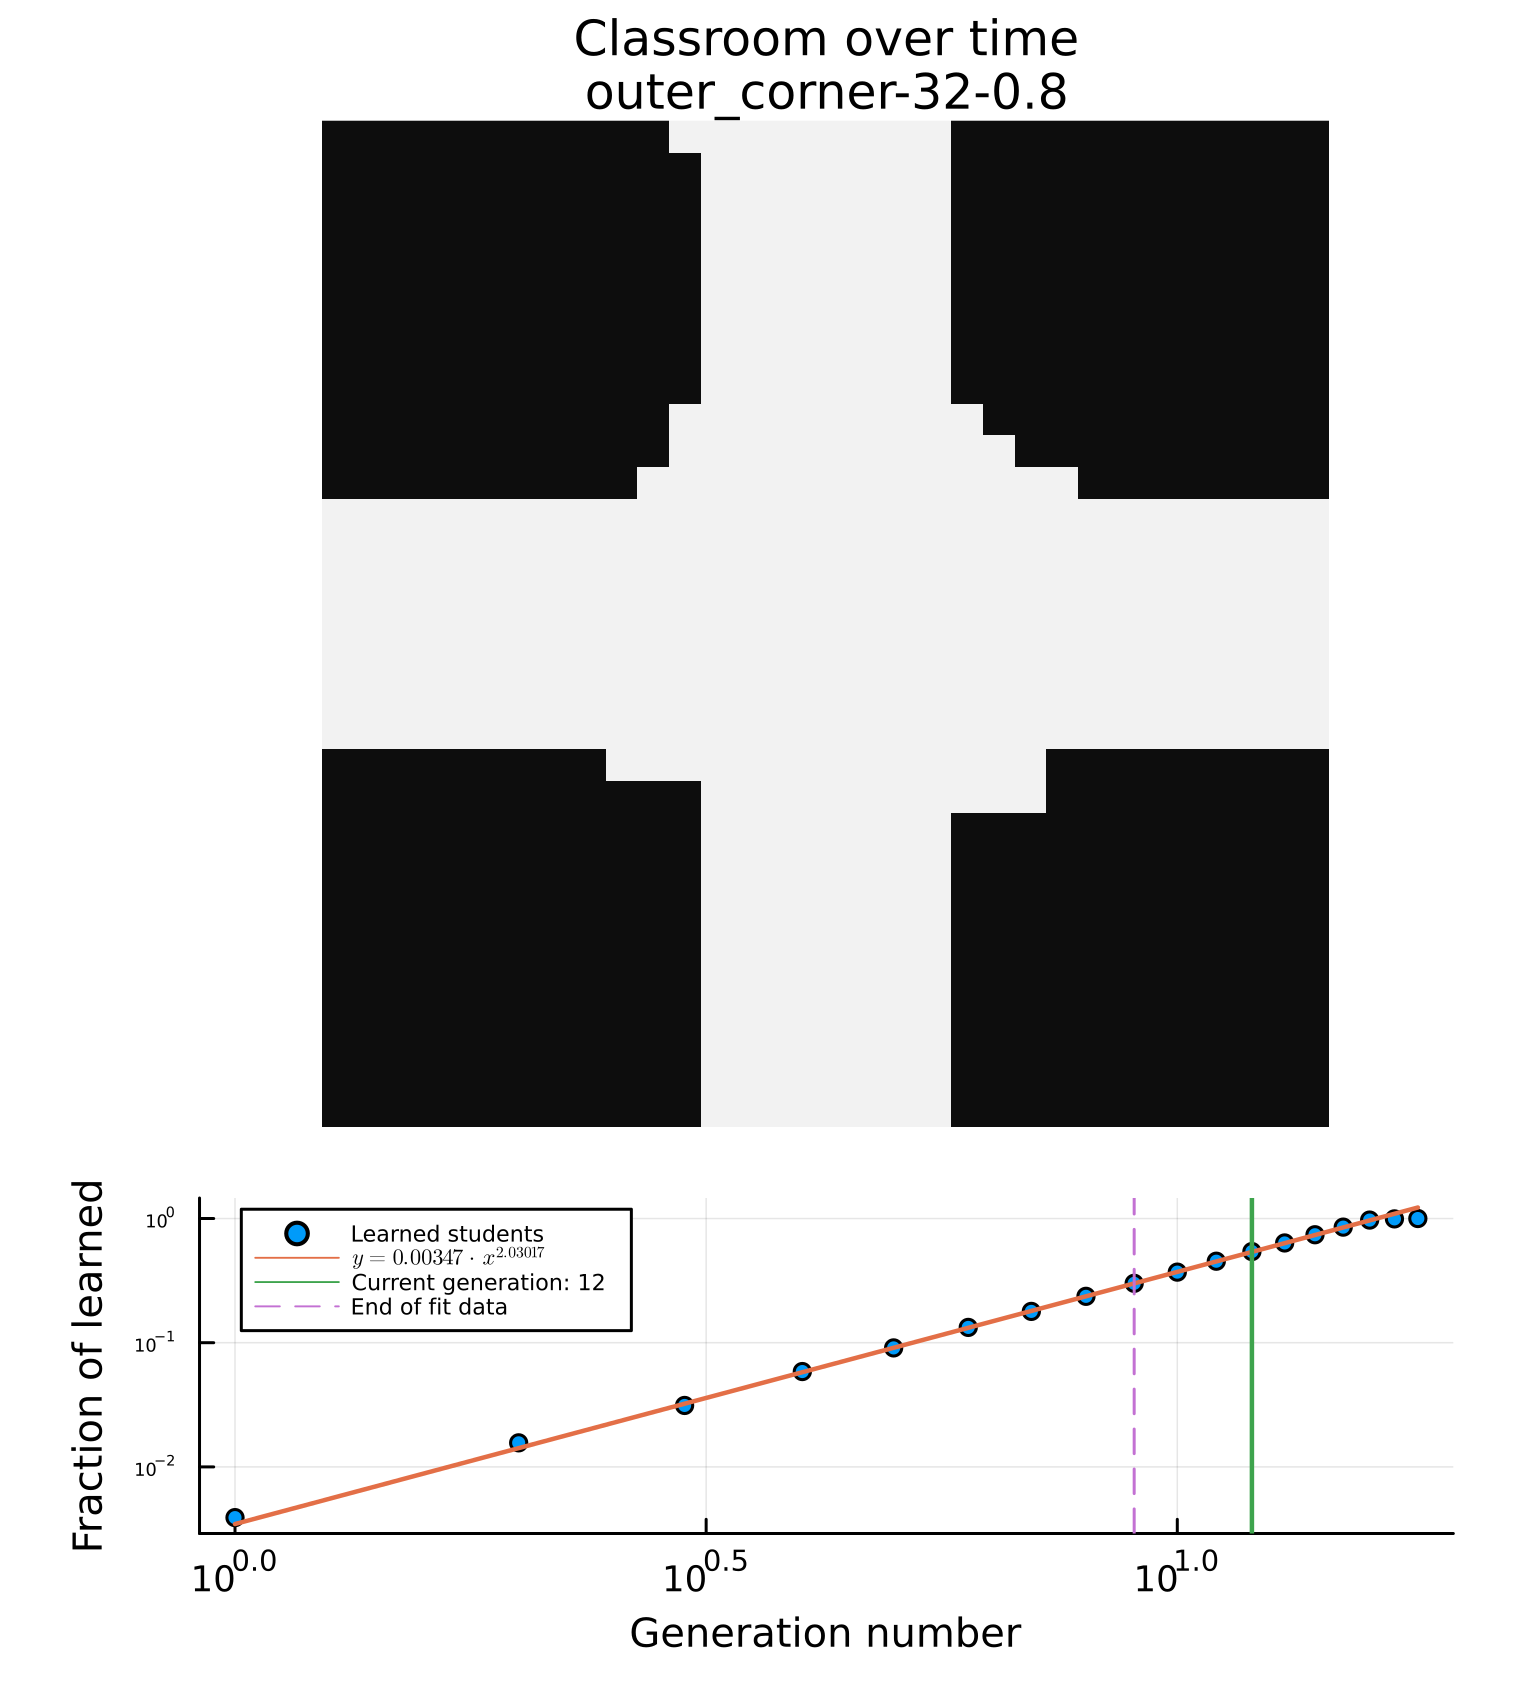 Classroom over time
outer_corner-32-0.8
Fraction of learned
10^0
10^-1
10^-2
Learned students
y = 0.00347 · x^2.03017
Current generation: 12
End of fit data
10^0.0 10^0.5 10^1.0
Generation number